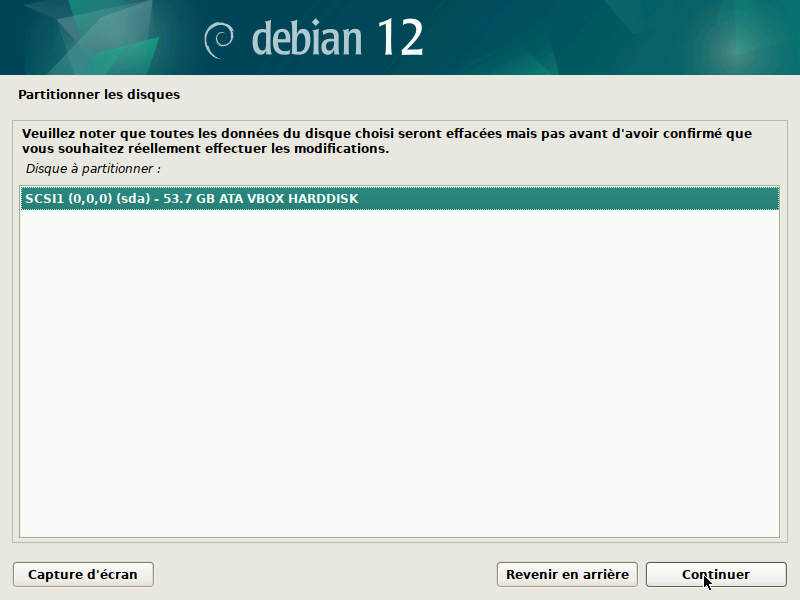 debian 12
Partitionner les disques
Veuillez noter que toutes les données du disque choisi seront effacées mais pas avant d'avoir confirmé que
vous souhaitez réellement effectuer les modifications.
Disque à partitionner :
SCSI1 (0,0,0) (sda) - 53.7 GB ATA VBOX HARDDISK
Capture d'écran
Revenir en arrière
Continuer